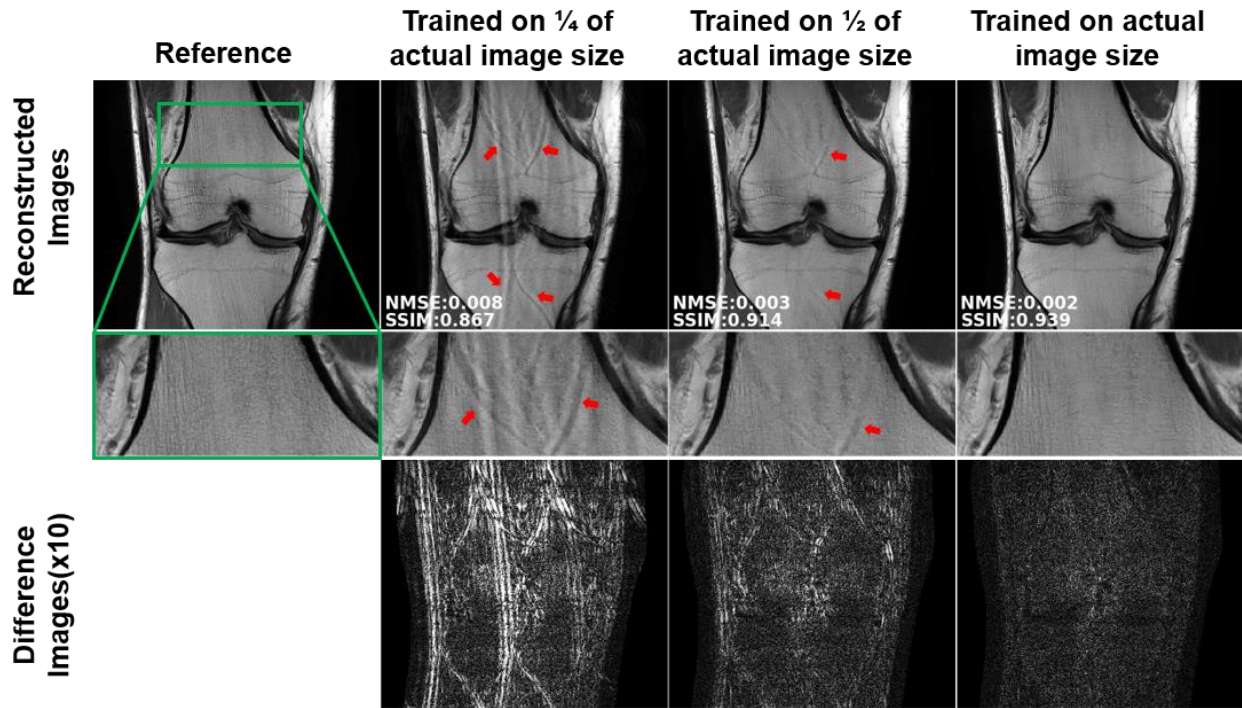 Reference
Trained on ¼ of
actual image size
Trained on ½ of
actual image size
Trained on actual
image size
Reconstructed
Images
NMSE:0.008
SSIM:0.867
NMSE:0.003
SSIM:0.914
NMSE:0.002
SSIM:0.939
Difference
Images(x10)